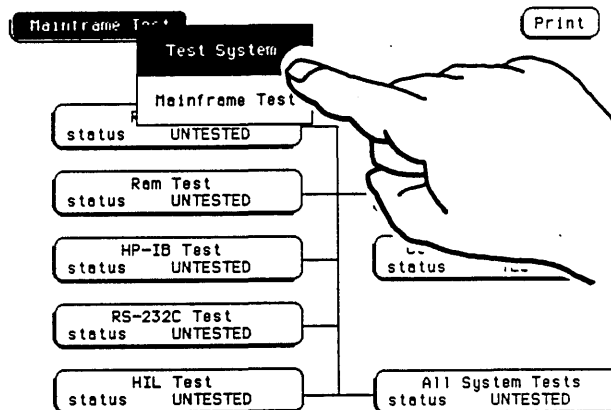 Mainframe Test
Print
Test System
Mainframe Test
status UNTESTED
Ram Test
status UNTESTED
HP-IB Test
status UNTESTED
status
RS-232C Test
status UNTESTED
HIL Test
status UNTESTED
All System Tests
status UNTESTED